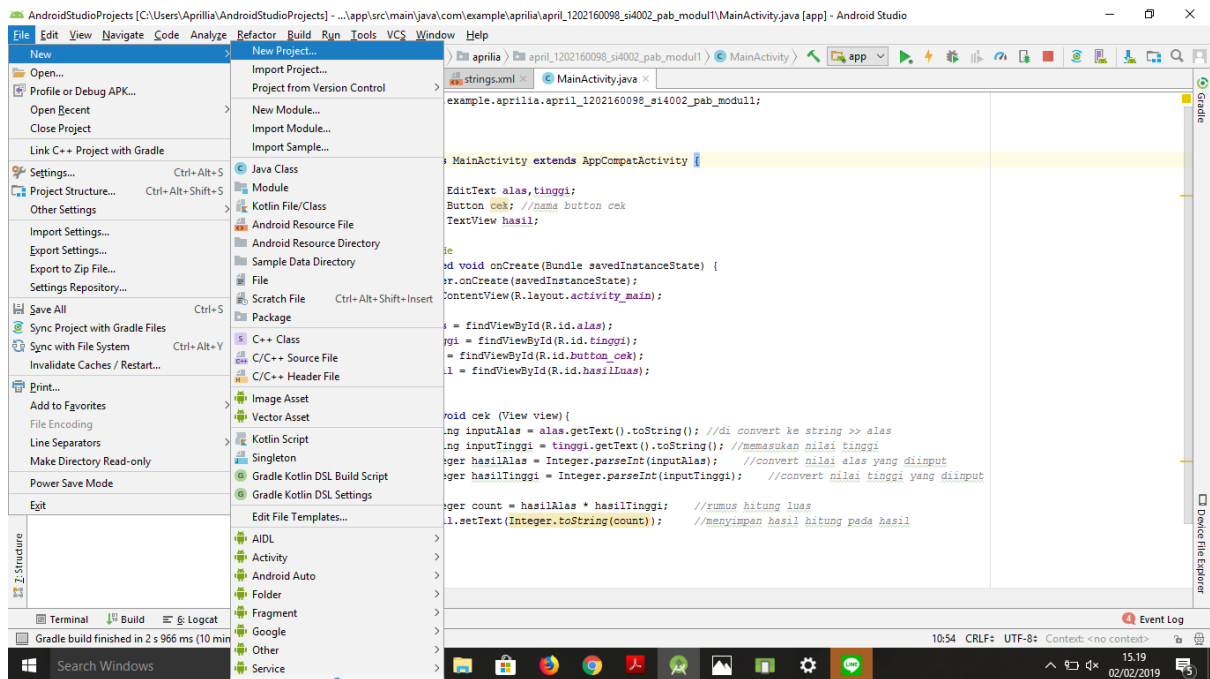 AndroidStudioProjects [C:\Users\Aprillia\AndroidStudioProjects] - ...\app\src\main\java\com\example\aprilia\april_1202160098_si4002_pab_modul1\MainActivity.java [app] - Android Studio
File Edit View Navigate Code Analyze Refactor Build Run Tools VCS Window Help
New
Open...
Profile or Debug APK...
Open Recent
Close Project
Link C++ Project with Gradle
Settings... Ctrl+Alt+S
Project Structure... Ctrl+Alt+Shift+S
Other Settings
Import Settings...
Export Settings...
Export to Zip File...
Settings Repository...
Save All Ctrl+S
Sync Project with Gradle Files
Sync with File System Ctrl+Alt+Y
Invalidate Caches / Restart...
Print...
Add to Favorites
File Encoding
Line Separators
Make Directory Read-only
Power Save Mode
Exit
New Project...
Import Project...
Project from Version Control
New Module...
Import Module...
Import Sample...
Java Class
Module
Kotlin File/Class
Android Resource File
Android Resource Directory
Sample Data Directory
File
Scratch File Ctrl+Alt+Shift+Insert
Package
C++ Class
C/C++ Source File
C/C++ Header File
Image Asset
Vector Asset
Kotlin Script
Singleton
Gradle Kotlin DSL Build Script
Gradle Kotlin DSL Settings
Edit File Templates...
AIDL
Activity
Android Auto
Folder
Fragment
Google
Other
Service
aprilia april_1202160098_si4002_pab_modul1 MainActivity app
strings.xml MainActivity.java
example.aprilia.april_1202160098_si4002_pab_modul1;
MainActivity extends AppCompatActivity {
EditText alas,tinggi;
Button cek; //nama button cek
TextView hasil;
void onCreate(Bundle savedInstanceState) {
.onCreate(savedInstanceState);
ContentView(R.layout.activity_main);
= findViewById(R.id.alas);
= findViewById(R.id.tinggi);
= findViewById(R.id.button_cek);
= findViewById(R.id.hasilLuas);
void cek (View view){
inputAlas = alas.getText().toString(); //di convert ke string >> alas
inputTinggi = tinggi.getText().toString(); //memasukan nilai tinggi
hasilAlas = Integer.parseInt(inputAlas); //convert nilai alas yang diinput
hasilTinggi = Integer.parseInt(inputTinggi); //convert nilai tinggi yang diinput
count = hasilAlas * hasilTinggi; //rumus hitung luas
.setText(Integer.toString(count)); //menyimpan hasil hitung pada hasil
Gradle
Device File Explorer
Z: Structure
Terminal Build 6: Logcat
Event Log
Gradle build finished in 2 s 966 ms (10 min
10:54 CRLF UTF-8 Context: <no context>
Search Windows
LINE
15.19
02/02/2019
5